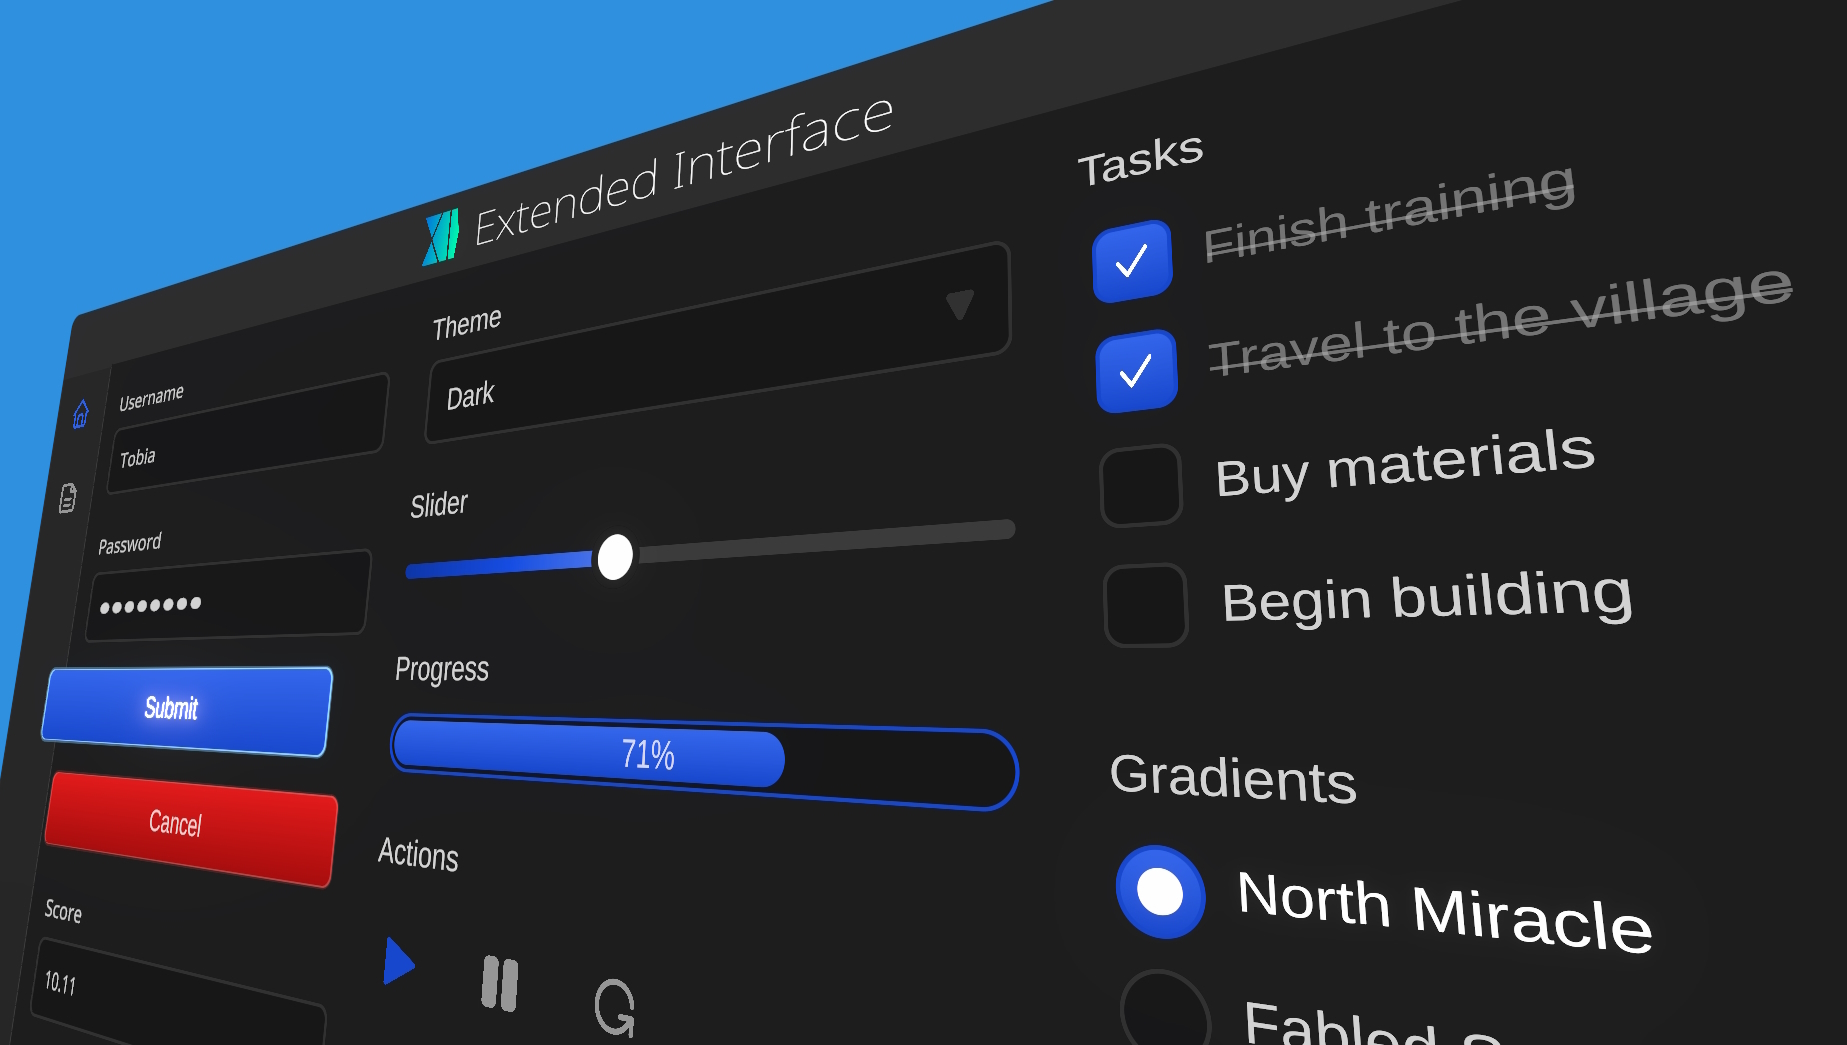 Extended Interface
Username
Tobia
Password
Submit
Cancel
Score
10.11
Theme
Dark
Slider
Progress
71%
Actions
Tasks
Finish training
Travel to the village
Buy materials
Begin building
Gradients
North Miracle
Fabled